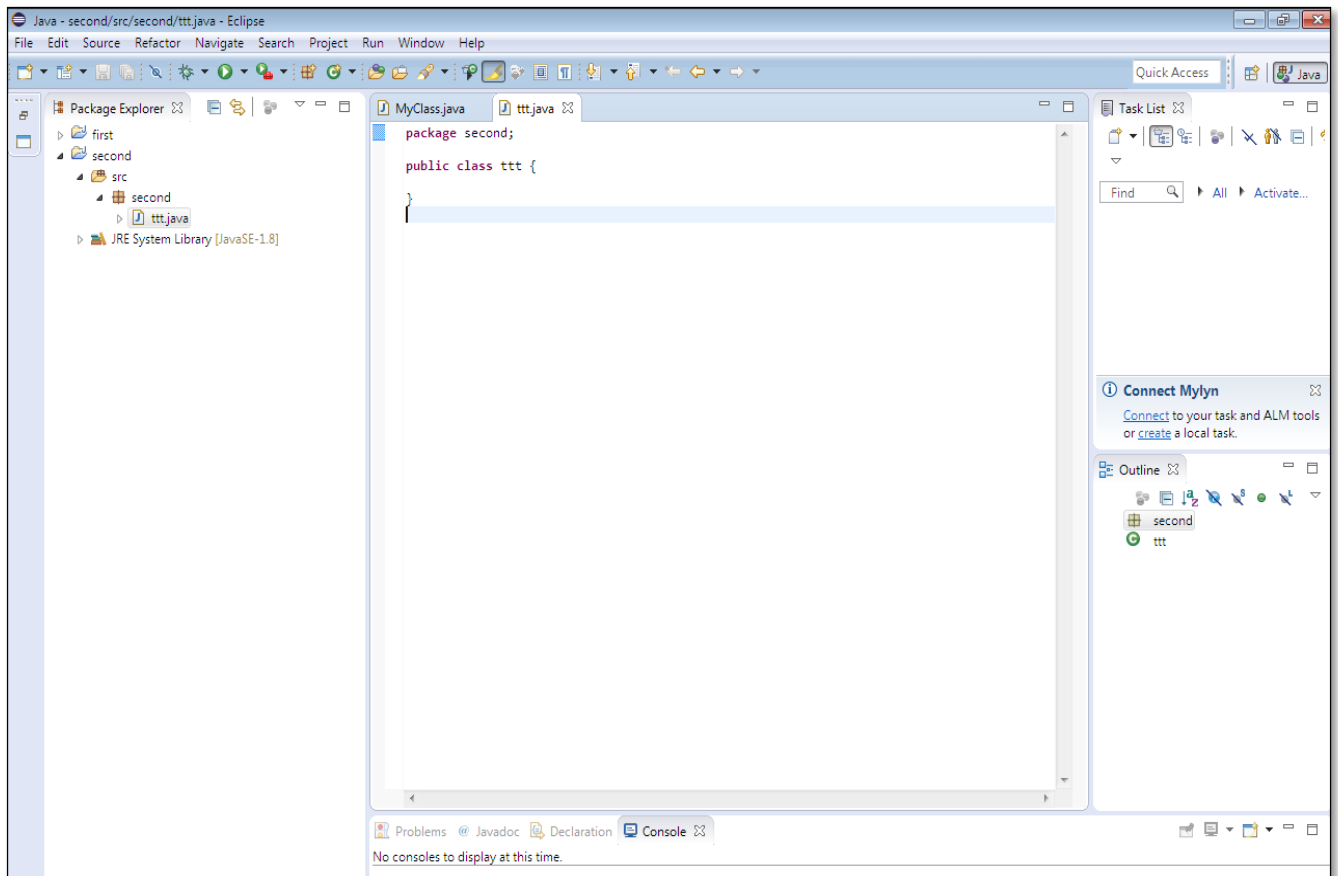 Java - second/src/second/ttt.java - Eclipse
File Edit Source Refactor Navigate Search Project Run Window Help
Quick Access
Java
Package Explorer
first
second
src
second
ttt.java
JRE System Library [JavaSE-1.8]
MyClass.java
ttt.java
package second;
public class ttt {
}
Task List
Find
All
Activate...
Connect Mylyn
Connect to your task and ALM tools
or create a local task.
Outline
second
ttt
Problems @ Javadoc Declaration Console
No consoles to display at this time.